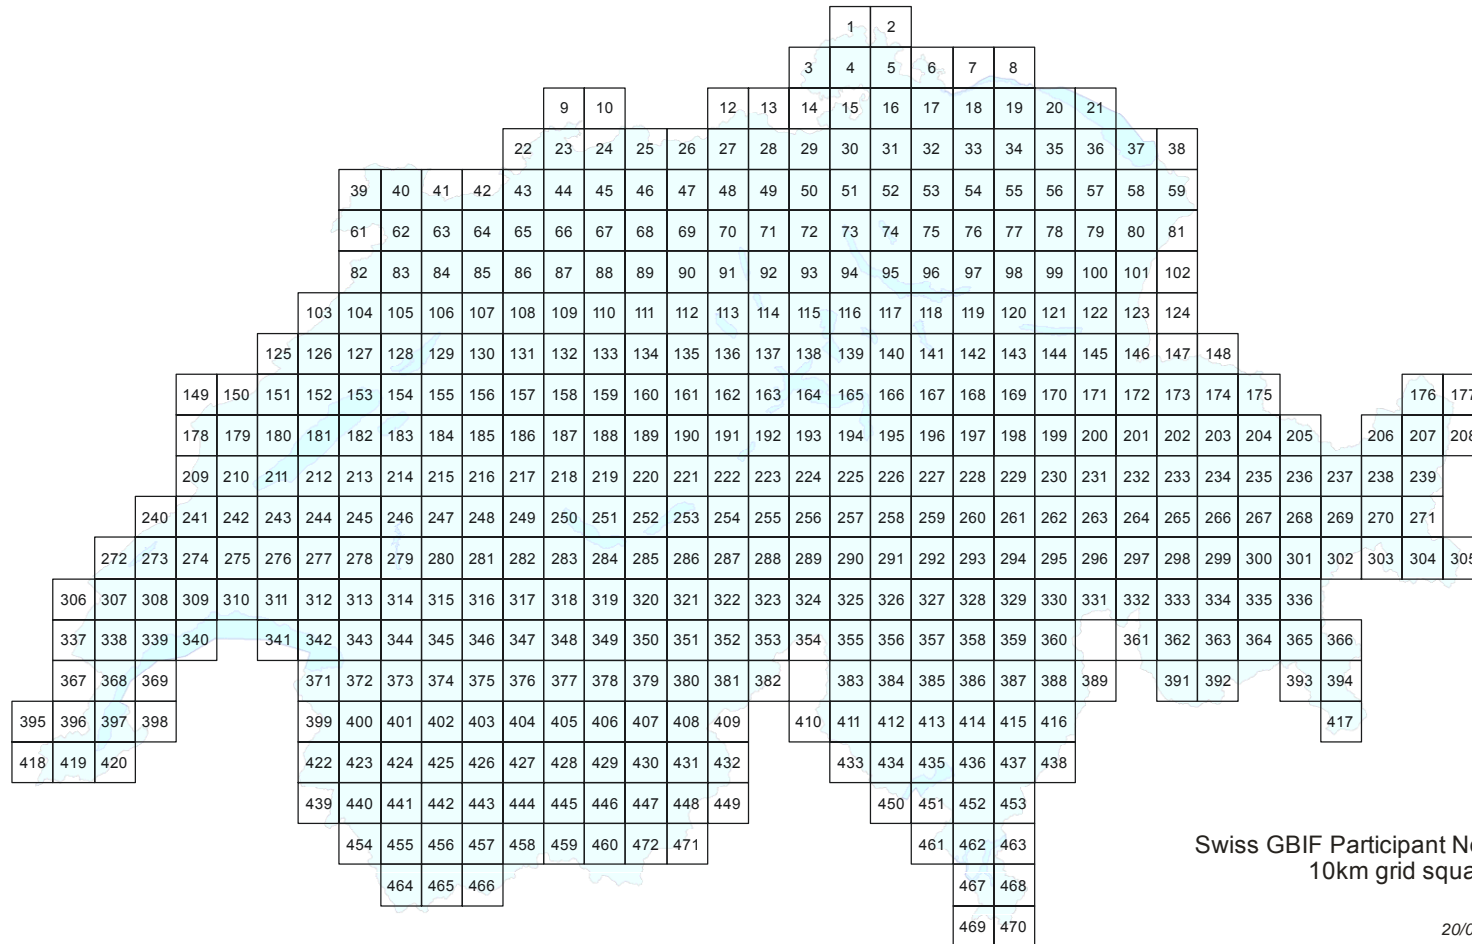 1 2
3 4 5 6 7 8
9 10 12 13 14 15 16 17 18 19 20 21
22 23 24 25 26 27 28 29 30 31 32 33 34 35 36 37 38
39 40 41 42 43 44 45 46 47 48 49 50 51 52 53 54 55 56 57 58 59
61 62 63 64 65 66 67 68 69 70 71 72 73 74 75 76 77 78 79 80 81
82 83 84 85 86 87 88 89 90 91 92 93 94 95 96 97 98 99 100 101 102
103 104 105 106 107 108 109 110 111 112 113 114 115 116 117 118 119 120 121 122 123 124
125 126 127 128 129 130 131 132 133 134 135 136 137 138 139 140 141 142 143 144 145 146 147 148
149 150 151 152 153 154 155 156 157 158 159 160 161 162 163 164 165 166 167 168 169 170 171 172 173 174 175 176 177
178 179 180 181 182 183 184 185 186 187 188 189 190 191 192 193 194 195 196 197 198 199 200 201 202 203 204 205 206 207 208
209 210 211 212 213 214 215 216 217 218 219 220 221 222 223 224 225 226 227 228 229 230 231 232 233 234 235 236 237 238 239
240 241 242 243 244 245 246 247 248 249 250 251 252 253 254 255 256 257 258 259 260 261 262 263 264 265 266 267 268 269 270 271
272 273 274 275 276 277 278 279 280 281 282 283 284 285 286 287 288 289 290 291 292 293 294 295 296 297 298 299 300 301 302 303 304 305
306 307 308 309 310 311 312 313 314 315 316 317 318 319 320 321 322 323 324 325 326 327 328 329 330 331 332 333 334 335 336
337 338 339 340 341 342 343 344 345 346 347 348 349 350 351 352 353 354 355 356 357 358 359 360 361 362 363 364 365 366
367 368 369 371 372 373 374 375 376 377 378 379 380 381 382 383 384 385 386 387 388 389 391 392 393 394
395 396 397 398 399 400 401 402 403 404 405 406 407 408 409 410 411 412 413 414 415 416 417
418 419 420 422 423 424 425 426 427 428 429 430 431 432 433 434 435 436 437 438
439 440 441 442 443 444 445 446 447 448 449 450 451 452 453
454 455 456 457 458 459 460 472 471 461 462 463
464 465 466 467 468
469 470
Swiss GBIF Participant No
10km grid squa
20/0